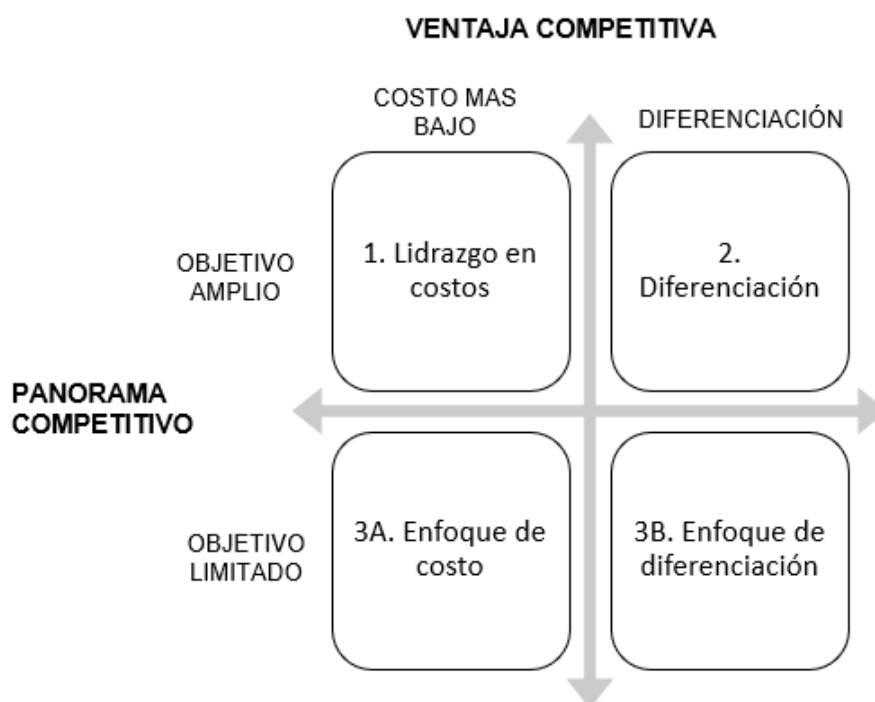 VENTAJA COMPETITIVA
COSTO MAS
BAJO
DIFERENCIACIÓN
OBJETIVO
AMPLIO
1. Lidrazgo en
costos
2.
Diferenciación
PANORAMA
COMPETITIVO
OBJETIVO
LIMITADO
3A. Enfoque de
costo
3B. Enfoque de
diferenciación